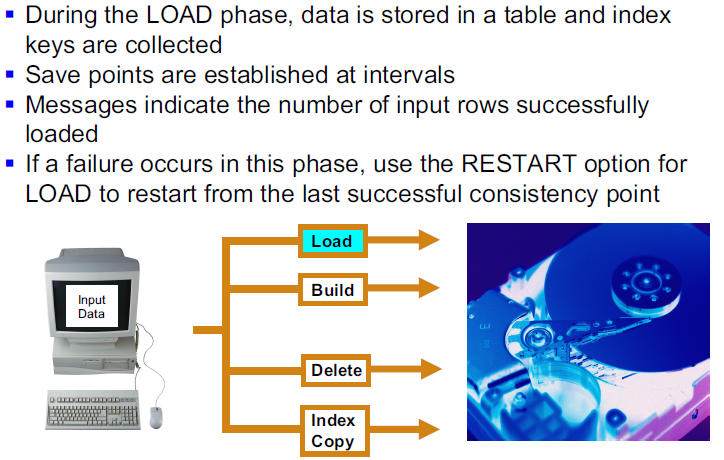 During the LOAD phase, data is stored in a table and index
keys are collected
Save points are established at intervals
Messages indicate the number of input rows successfully
loaded
If a failure occurs in this phase, use the RESTART option for
LOAD to restart from the last successful consistency point
Input
Data
Load
Build
Delete
Index
Copy